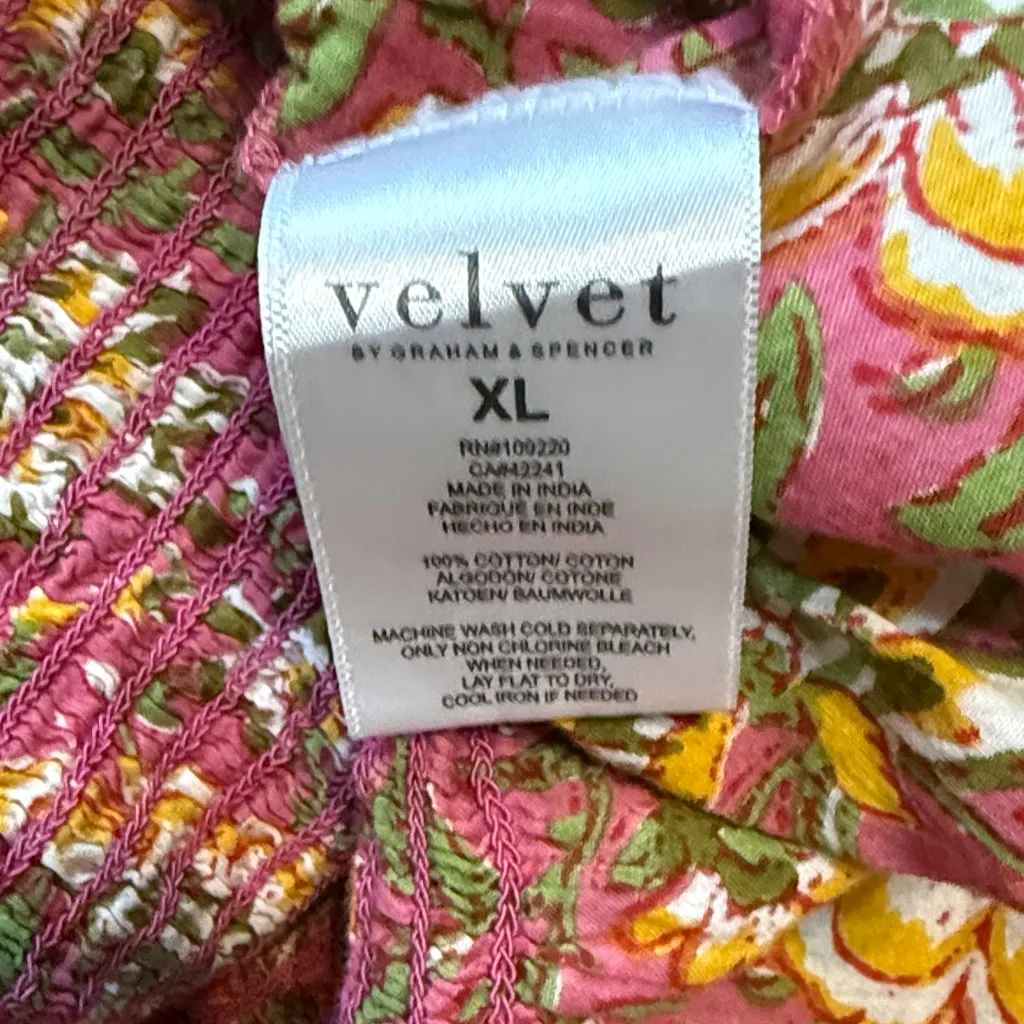 velvet
BY GRAHAM & SPENCER
XL
RN#109220
CA#42241
MADE IN INDIA
FABRIQUE EN INDE
HECHO EN INDIA
100% COTTON/ COTON
ALGODON/ COTONE
KATOEN/ BAUMWOLLE
MACHINE WASH COLD SEPARATELY,
ONLY NON CHLORINE BLEACH
WHEN NEEDED,
LAY FLAT TO DRY,
COOL IRON IF NEEDED